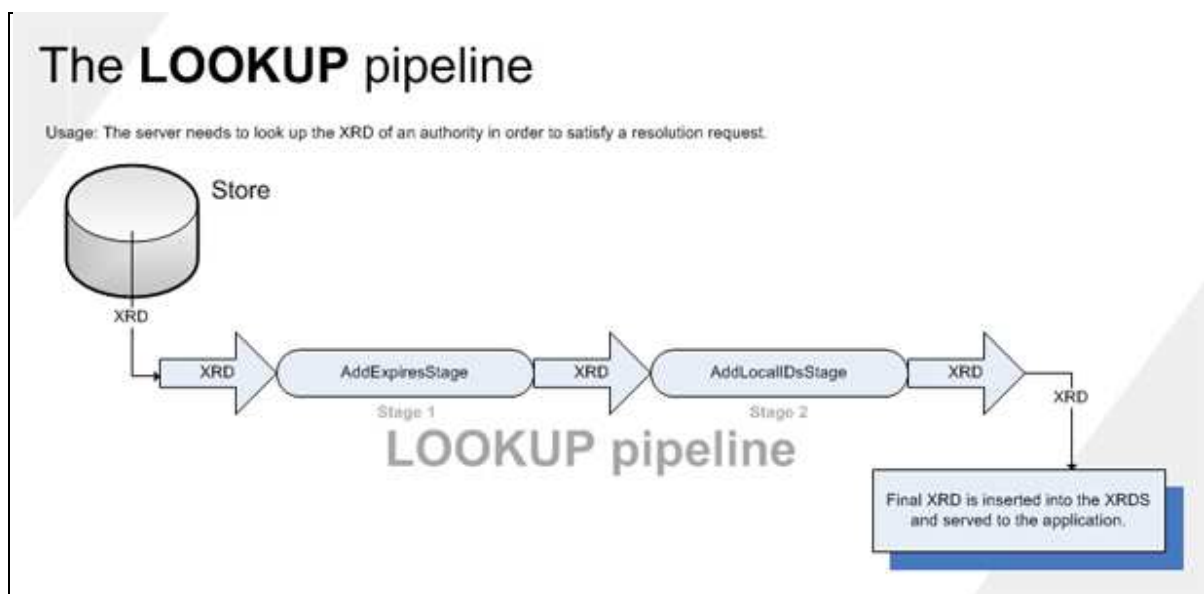 The LOOKUP pipeline
Usage: The server needs to look up the XRD of an authority in order to satisfy a resolution request.
Store
XRD
XRD
AddExpiresStage
XRD
AddLocalIDsStage
XRD
XRD
Stage 1
Stage 2
LOOKUP pipeline
Final XRD is inserted into the XRDS
and served to the application.